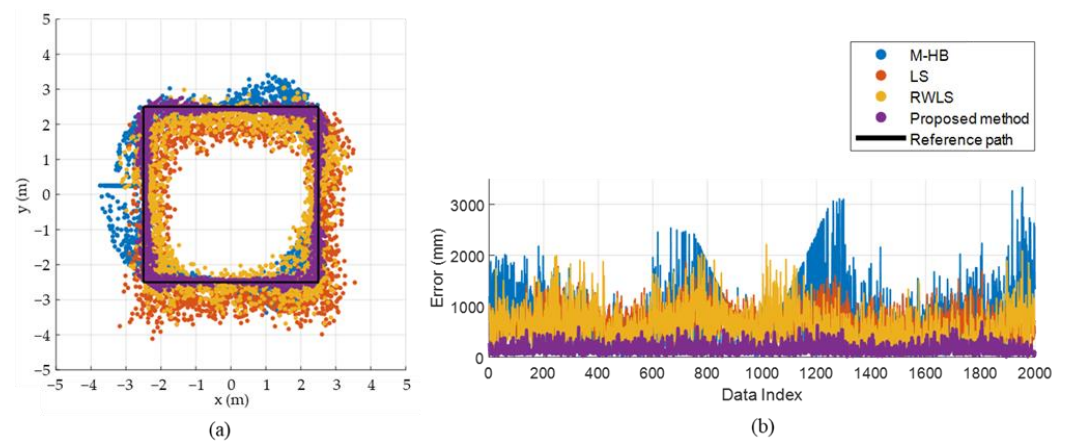 5
4
3
2
1
0
−1
−2
−3
−4
−5
y (m)
−5 −4 −3 −2 −1 0 1 2 3 4 5
x (m)
(a)
M-HB
LS
RWLS
Proposed method
Reference path
3000
2000
1000
0
Error (mm)
0 200 400 600 800 1000 1200 1400 1600 1800 2000
Data Index
(b)